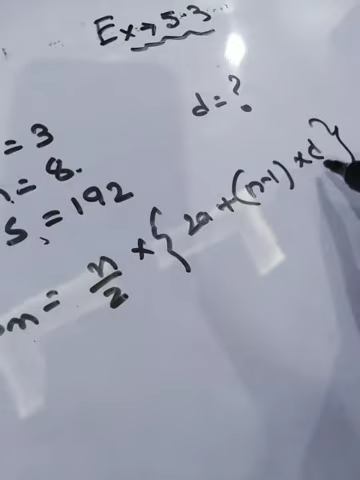 Ex → 5.3
d = ?
= 3
n = 8.
S = 192
m = n/2 × {2a + (n-1) × d}